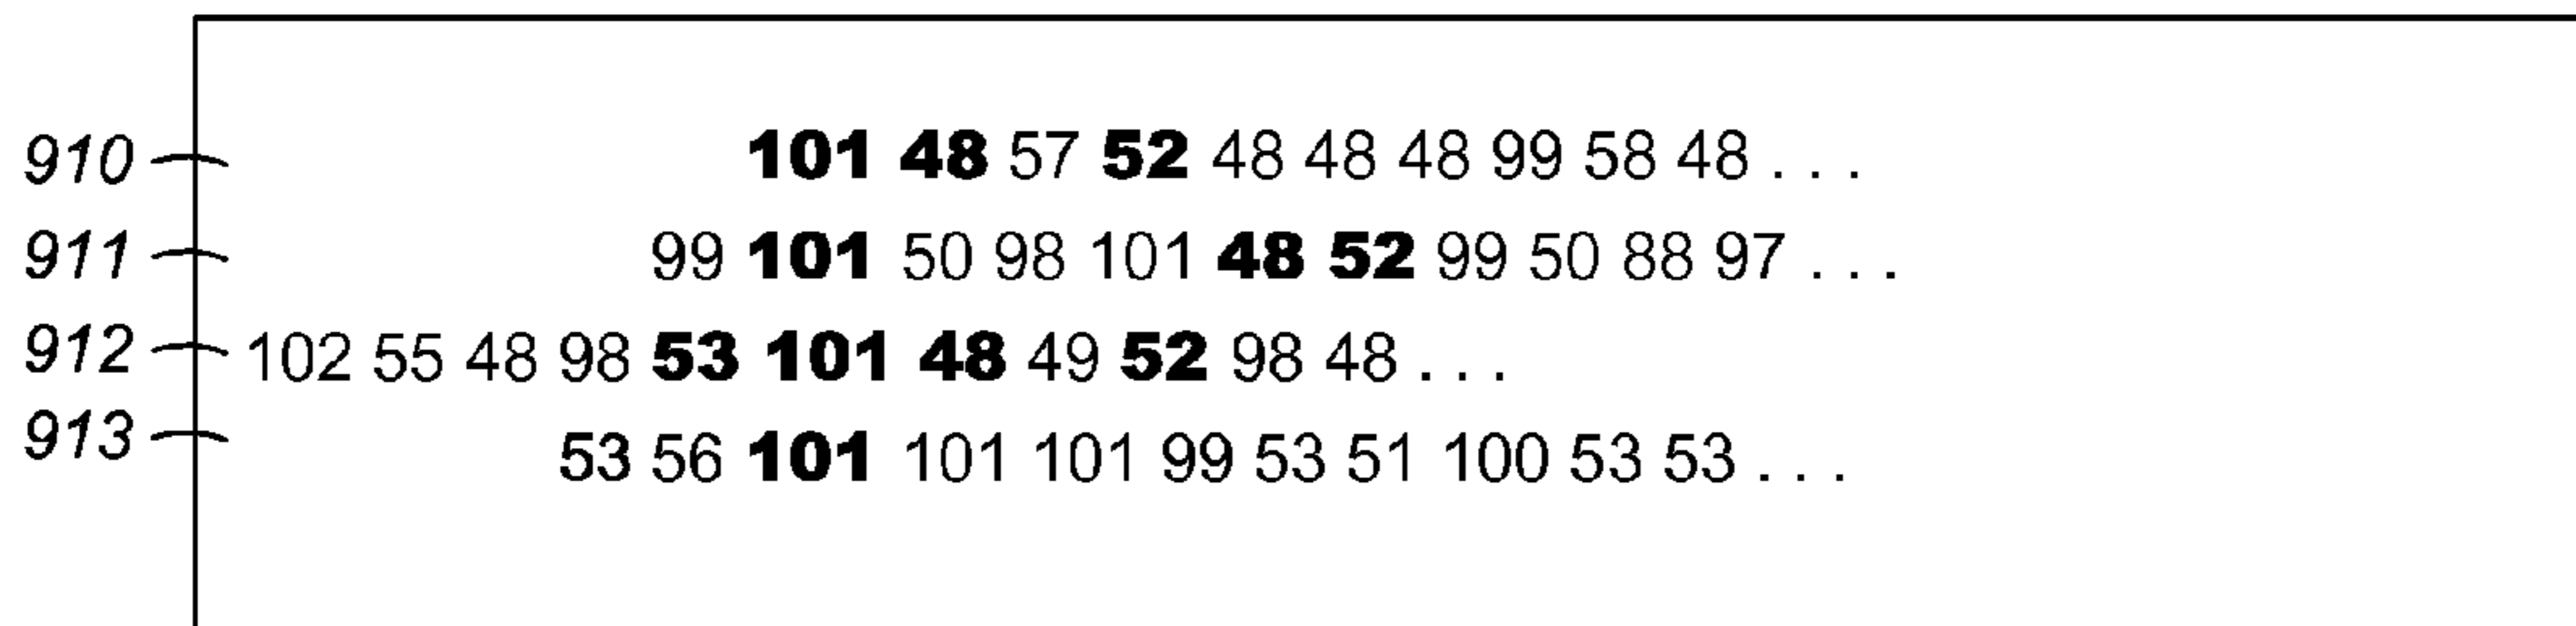 910 101 48 57 52 48 48 48 99 58 48 . . .
911 99 101 50 98 101 48 52 99 50 88 97 . . .
912 102 55 48 98 53 101 48 49 52 98 48 . . .
913 53 56 101 101 101 99 53 51 100 53 53 . . .